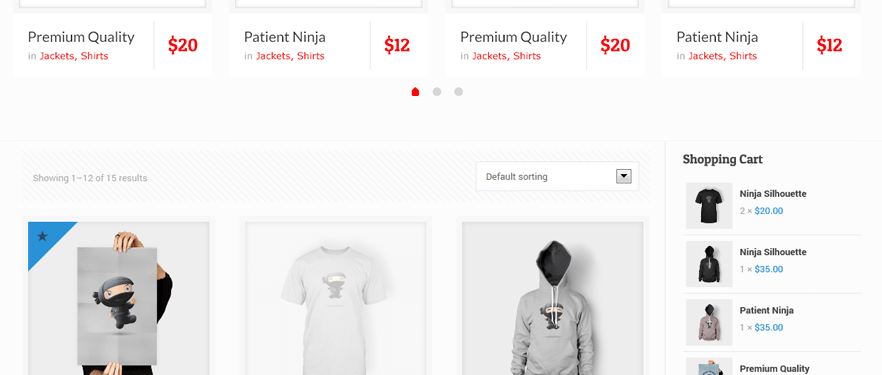 Premium Quality
in Jackets, Shirts
$20
Patient Ninja
in Jackets, Shirts
$12
Premium Quality
in Jackets, Shirts
$20
Patient Ninja
in Jackets, Shirts
$12
Showing 1–12 of 15 results
Default sorting
Shopping Cart
Ninja Silhouette
2 × $20.00
Ninja Silhouette
1 × $35.00
Patient Ninja
1 × $35.00
Premium Quality